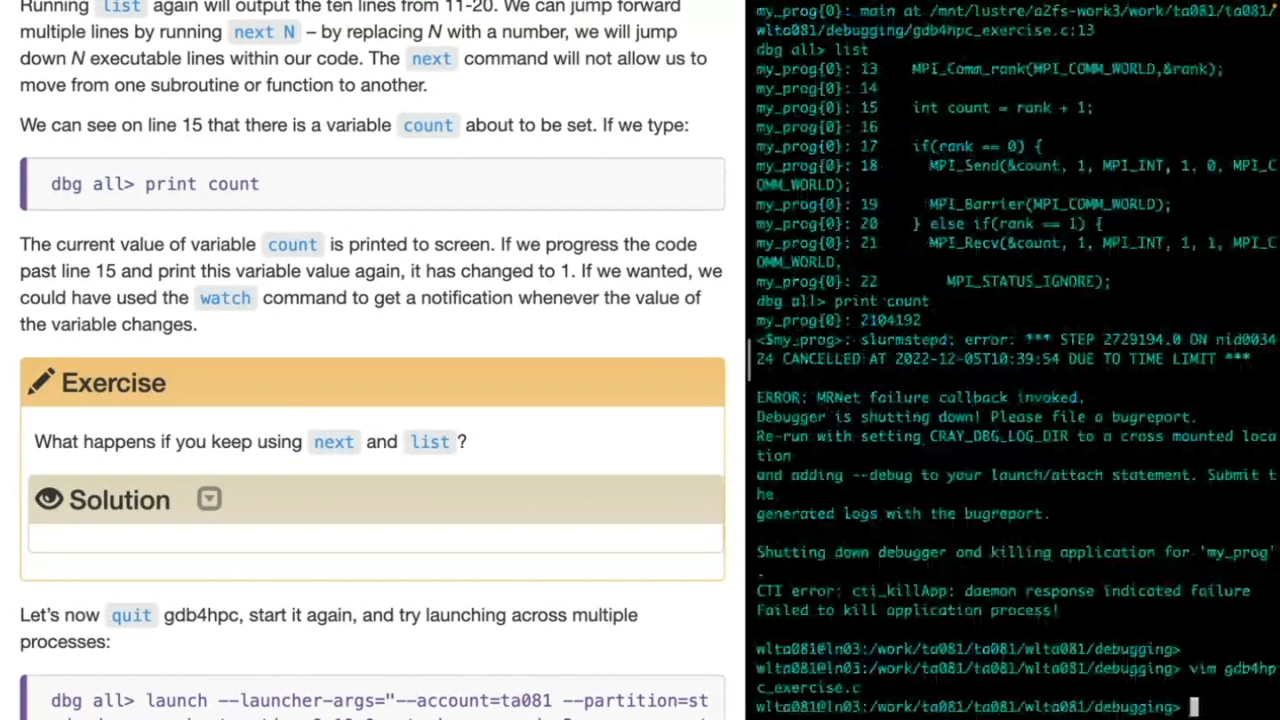 Running list again will output the ten lines from 11-20. We can jump forward
multiple lines by running next N – by replacing N with a number, we will jump
down N executable lines within our code. The next command will not allow us to
move from one subroutine or function to another.
We can see on line 15 that there is a variable count about to be set. If we type:
dbg all> print count
The current value of variable count is printed to screen. If we progress the code
past line 15 and print this variable value again, it has changed to 1. If we wanted, we
could have used the watch command to get a notification whenever the value of
the variable changes.
Exercise
What happens if you keep using next and list?
Solution
Let's now quit gdb4hpc, start it again, and try launching across multiple
processes:
dbg all> launch --launcher-args="--account=ta081 --partition=st
my_prog{0}: main at /mnt/lustre/a2fs-work3/work/ta081/ta081/
wlta081/debugging/gdb4hpc_exercise.c:13
dbg all> list
my_prog{0}: 13 MPI_Comm_rank(MPI_COMM_WORLD,&rank);
my_prog{0}: 14
my_prog{0}: 15 int count = rank + 1;
my_prog{0}: 16
my_prog{0}: 17 if(rank == 0) {
my_prog{0}: 18 MPI_Send(&count, 1, MPI_INT, 1, 0, MPI_C
OMM_WORLD);
my_prog{0}: 19 MPI_Barrier(MPI_COMM_WORLD);
my_prog{0}: 20 } else if(rank == 1) {
my_prog{0}: 21 MPI_Recv(&count, 1, MPI_INT, 1, 1, MPI_C
OMM_WORLD,
my_prog{0}: 22 MPI_STATUS_IGNORE);
dbg all> print count
my_prog{0}: 2104192
<$my_prog>: slurmstepd: error: *** STEP 2729194.0 ON nid0034
24 CANCELLED AT 2022-12-05T10:39:54 DUE TO TIME LIMIT ***
ERROR: MRNet failure callback invoked.
Debugger is shutting down! Please file a bugreport.
Re-run with setting CRAY_DBG_LOG_DIR to a cross mounted loca
tion
and adding --debug to your launch/attach statement. Submit t
he
generated logs with the bugreport.
Shutting down debugger and killing application for 'my_prog'
.
CTI error: cti_killApp: daemon response indicated failure
Failed to kill application process!
wlta081@ln03:/work/ta081/ta081/wlta081/debugging>
wlta081@ln03:/work/ta081/ta081/wlta081/debugging> vim gdb4hp
c_exercise.c
wlta081@ln03:/work/ta081/ta081/wlta081/debugging>